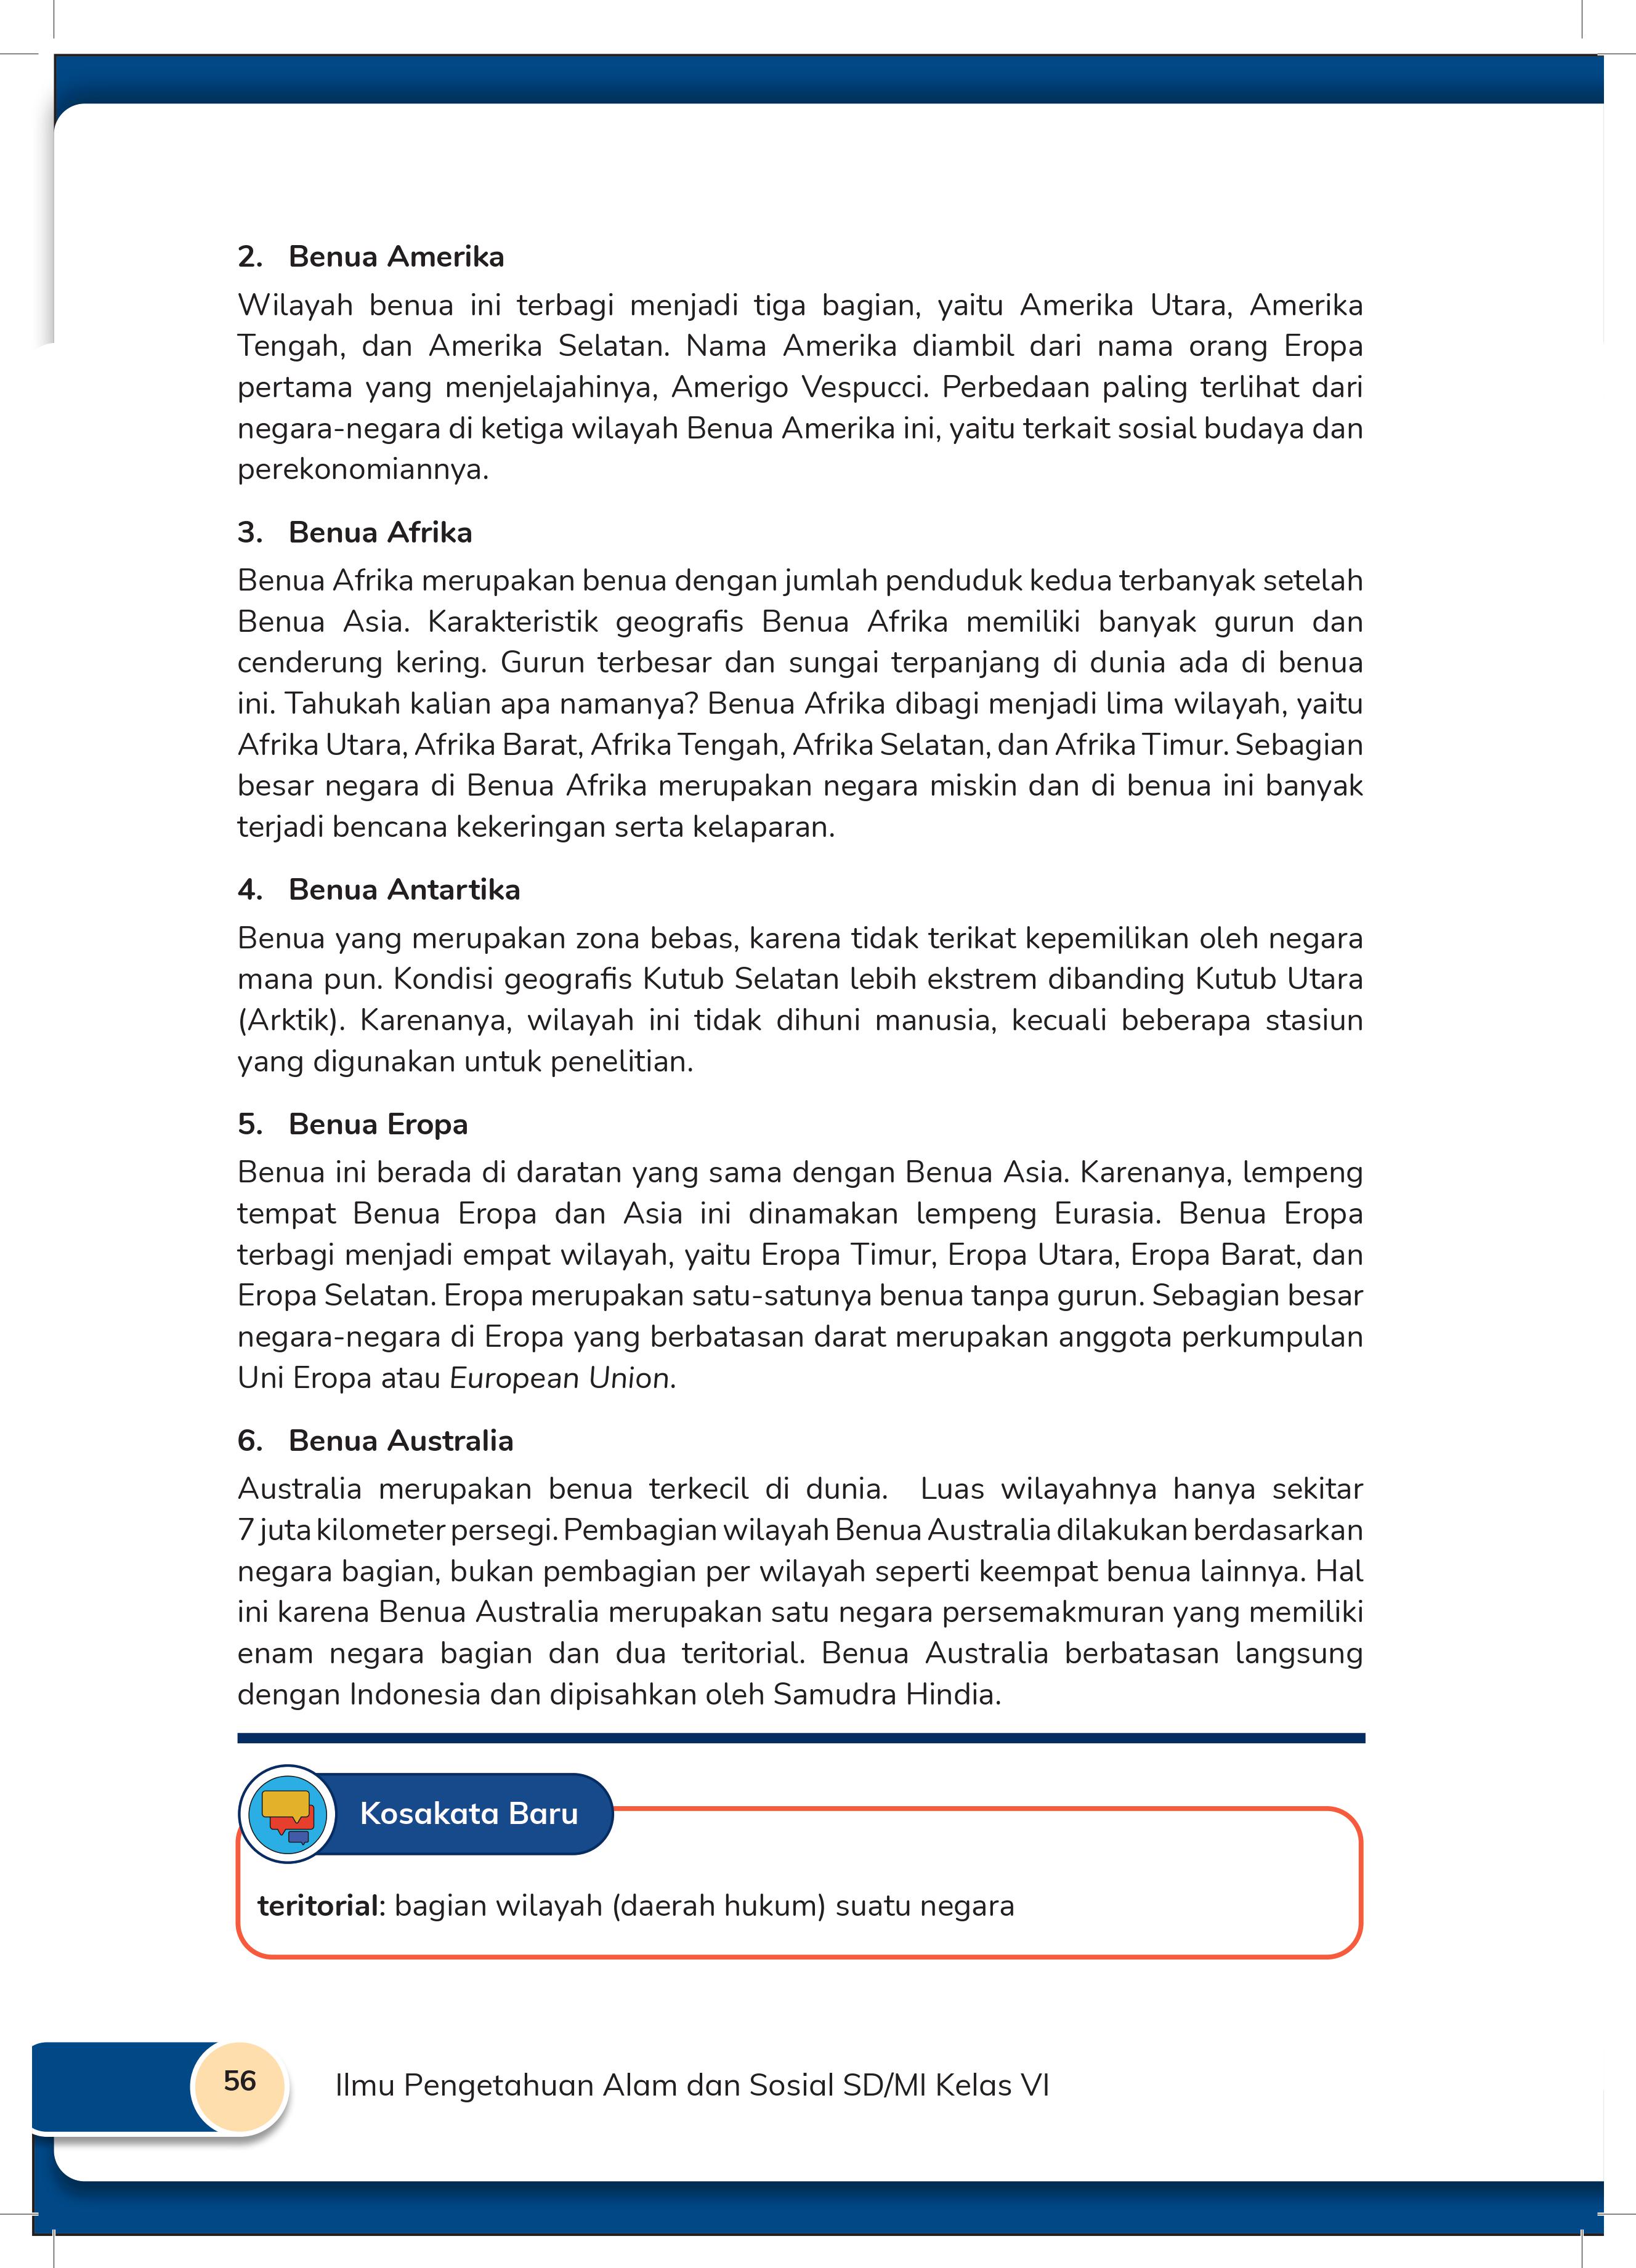 2. Benua Amerika
Wilayah benua ini terbagi menjadi tiga bagian, yaitu Amerika Utara, Amerika
Tengah, dan Amerika Selatan. Nama Amerika diambil dari nama orang Eropa
pertama yang menjelajahinya, Amerigo Vespucci. Perbedaan paling terlihat dari
negara-negara di ketiga wilayah Benua Amerika ini, yaitu terkait sosial budaya dan
perekonomiannya.
3. Benua Afrika
Benua Afrika merupakan benua dengan jumlah penduduk kedua terbanyak setelah
Benua Asia. Karakteristik geografis Benua Afrika memiliki banyak gurun dan
cenderung kering. Gurun terbesar dan sungai terpanjang di dunia ada di benua
ini. Tahukah kalian apa namanya? Benua Afrika dibagi menjadi lima wilayah, yaitu
Afrika Utara, Afrika Barat, Afrika Tengah, Afrika Selatan, dan Afrika Timur. Sebagian
besar negara di Benua Afrika merupakan negara miskin dan di benua ini banyak
terjadi bencana kekeringan serta kelaparan.
4. Benua Antartika
Benua yang merupakan zona bebas, karena tidak terikat kepemilikan oleh negara
mana pun. Kondisi geografis Kutub Selatan lebih ekstrem dibanding Kutub Utara
(Arktik). Karenanya, wilayah ini tidak dihuni manusia, kecuali beberapa stasiun
yang digunakan untuk penelitian.
5. Benua Eropa
Benua ini berada di daratan yang sama dengan Benua Asia. Karenanya, lempeng
tempat Benua Eropa dan Asia ini dinamakan lempeng Eurasia. Benua Eropa
terbagi menjadi empat wilayah, yaitu Eropa Timur, Eropa Utara, Eropa Barat, dan
Eropa Selatan. Eropa merupakan satu-satunya benua tanpa gurun. Sebagian besar
negara-negara di Eropa yang berbatasan darat merupakan anggota perkumpulan
Uni Eropa atau European Union.
6. Benua Australia
Australia merupakan benua terkecil di dunia. Luas wilayahnya hanya sekitar
7 juta kilometer persegi. Pembagian wilayah Benua Australia dilakukan berdasarkan
negara bagian, bukan pembagian per wilayah seperti keempat benua lainnya. Hal
ini karena Benua Australia merupakan satu negara persemakmuran yang memiliki
enam negara bagian dan dua teritorial. Benua Australia berbatasan langsung
dengan Indonesia dan dipisahkan oleh Samudra Hindia.
Kosakata Baru
teritorial: bagian wilayah (daerah hukum) suatu negara
56
Ilmu Pengetahuan Alam dan Sosial SD/MI Kelas VI